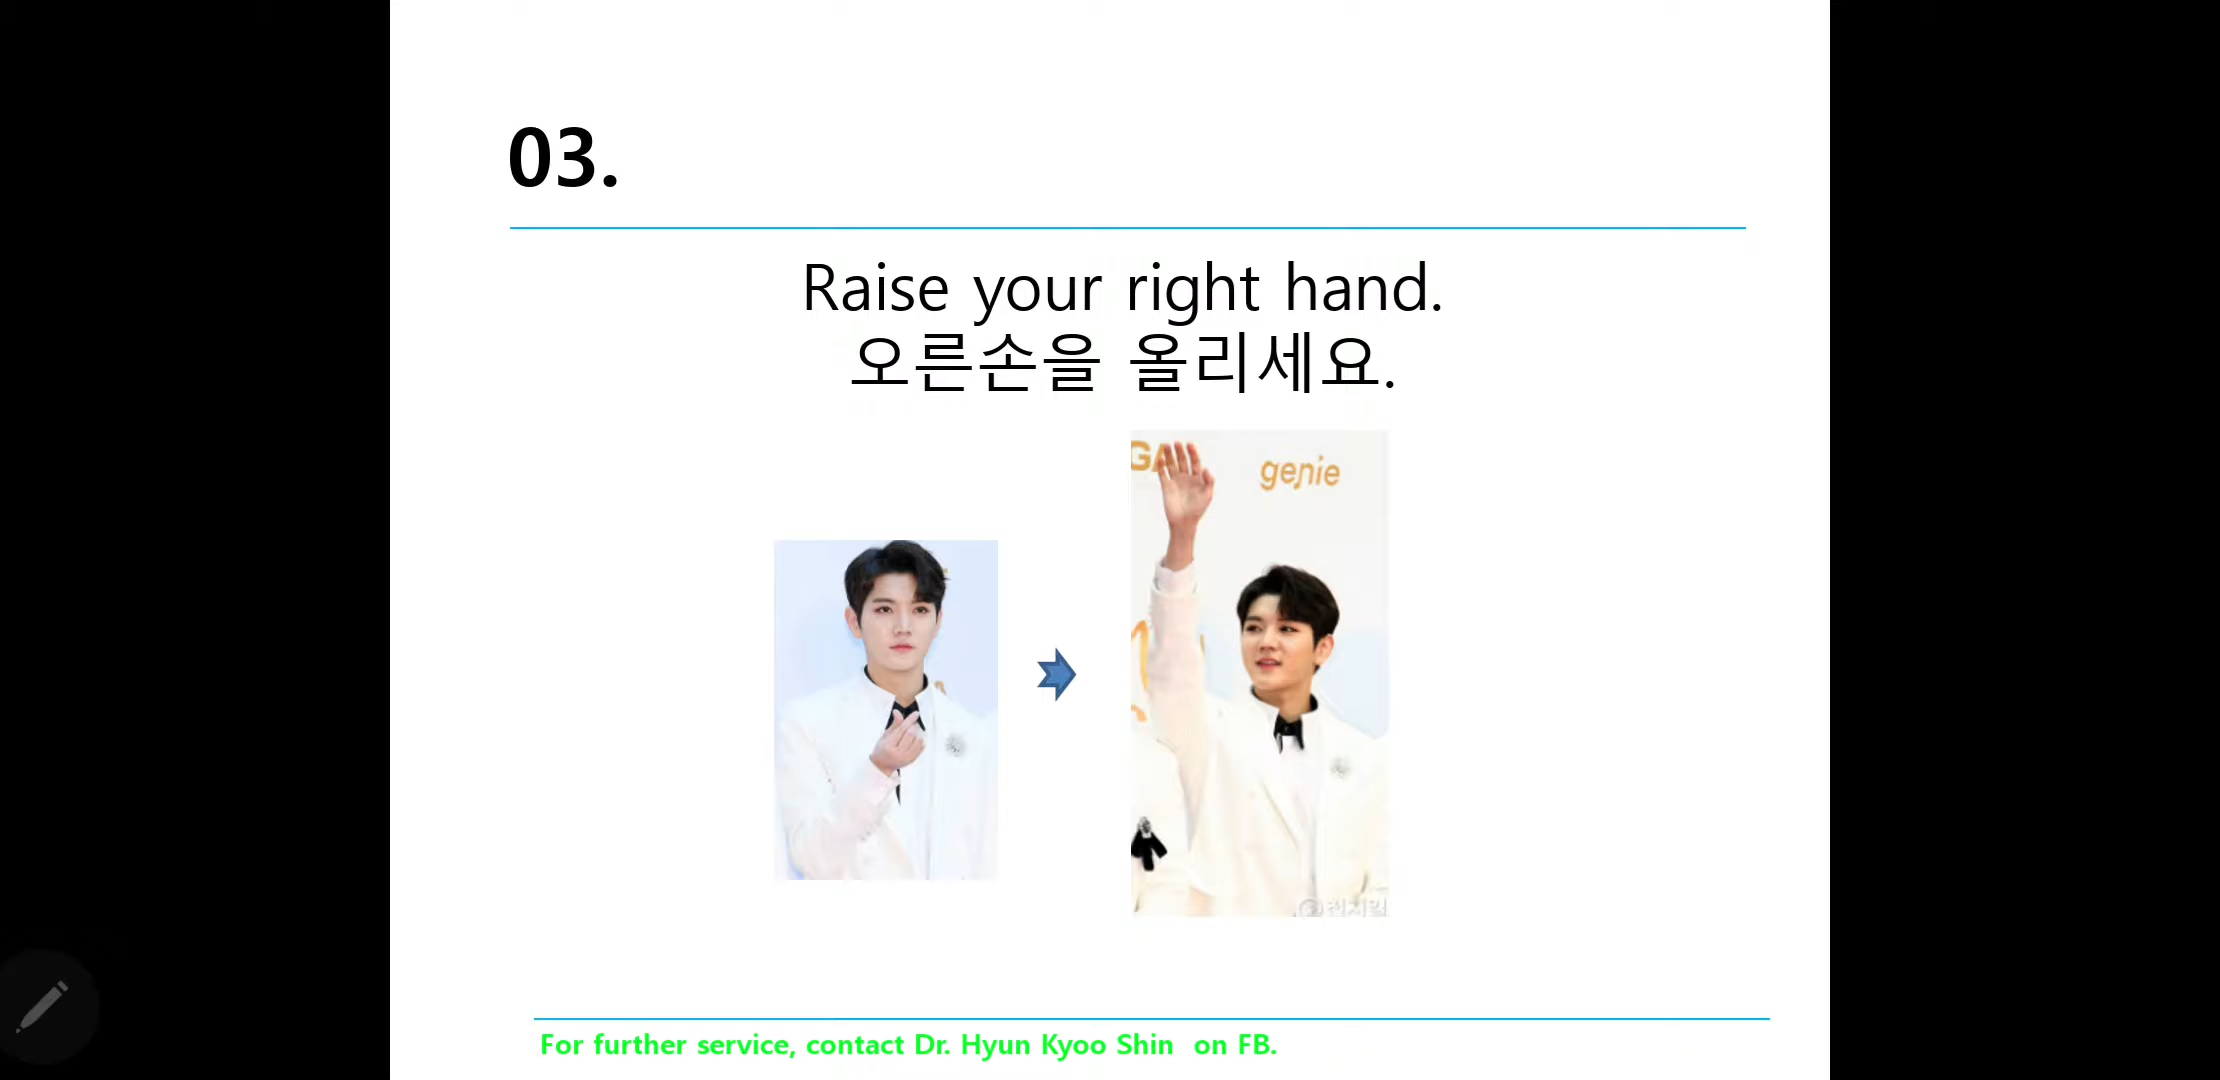 03.
Raise your right hand.
오른손을 올리세요.
GA
genie
For further service, contact Dr. Hyun Kyoo Shin on FB.